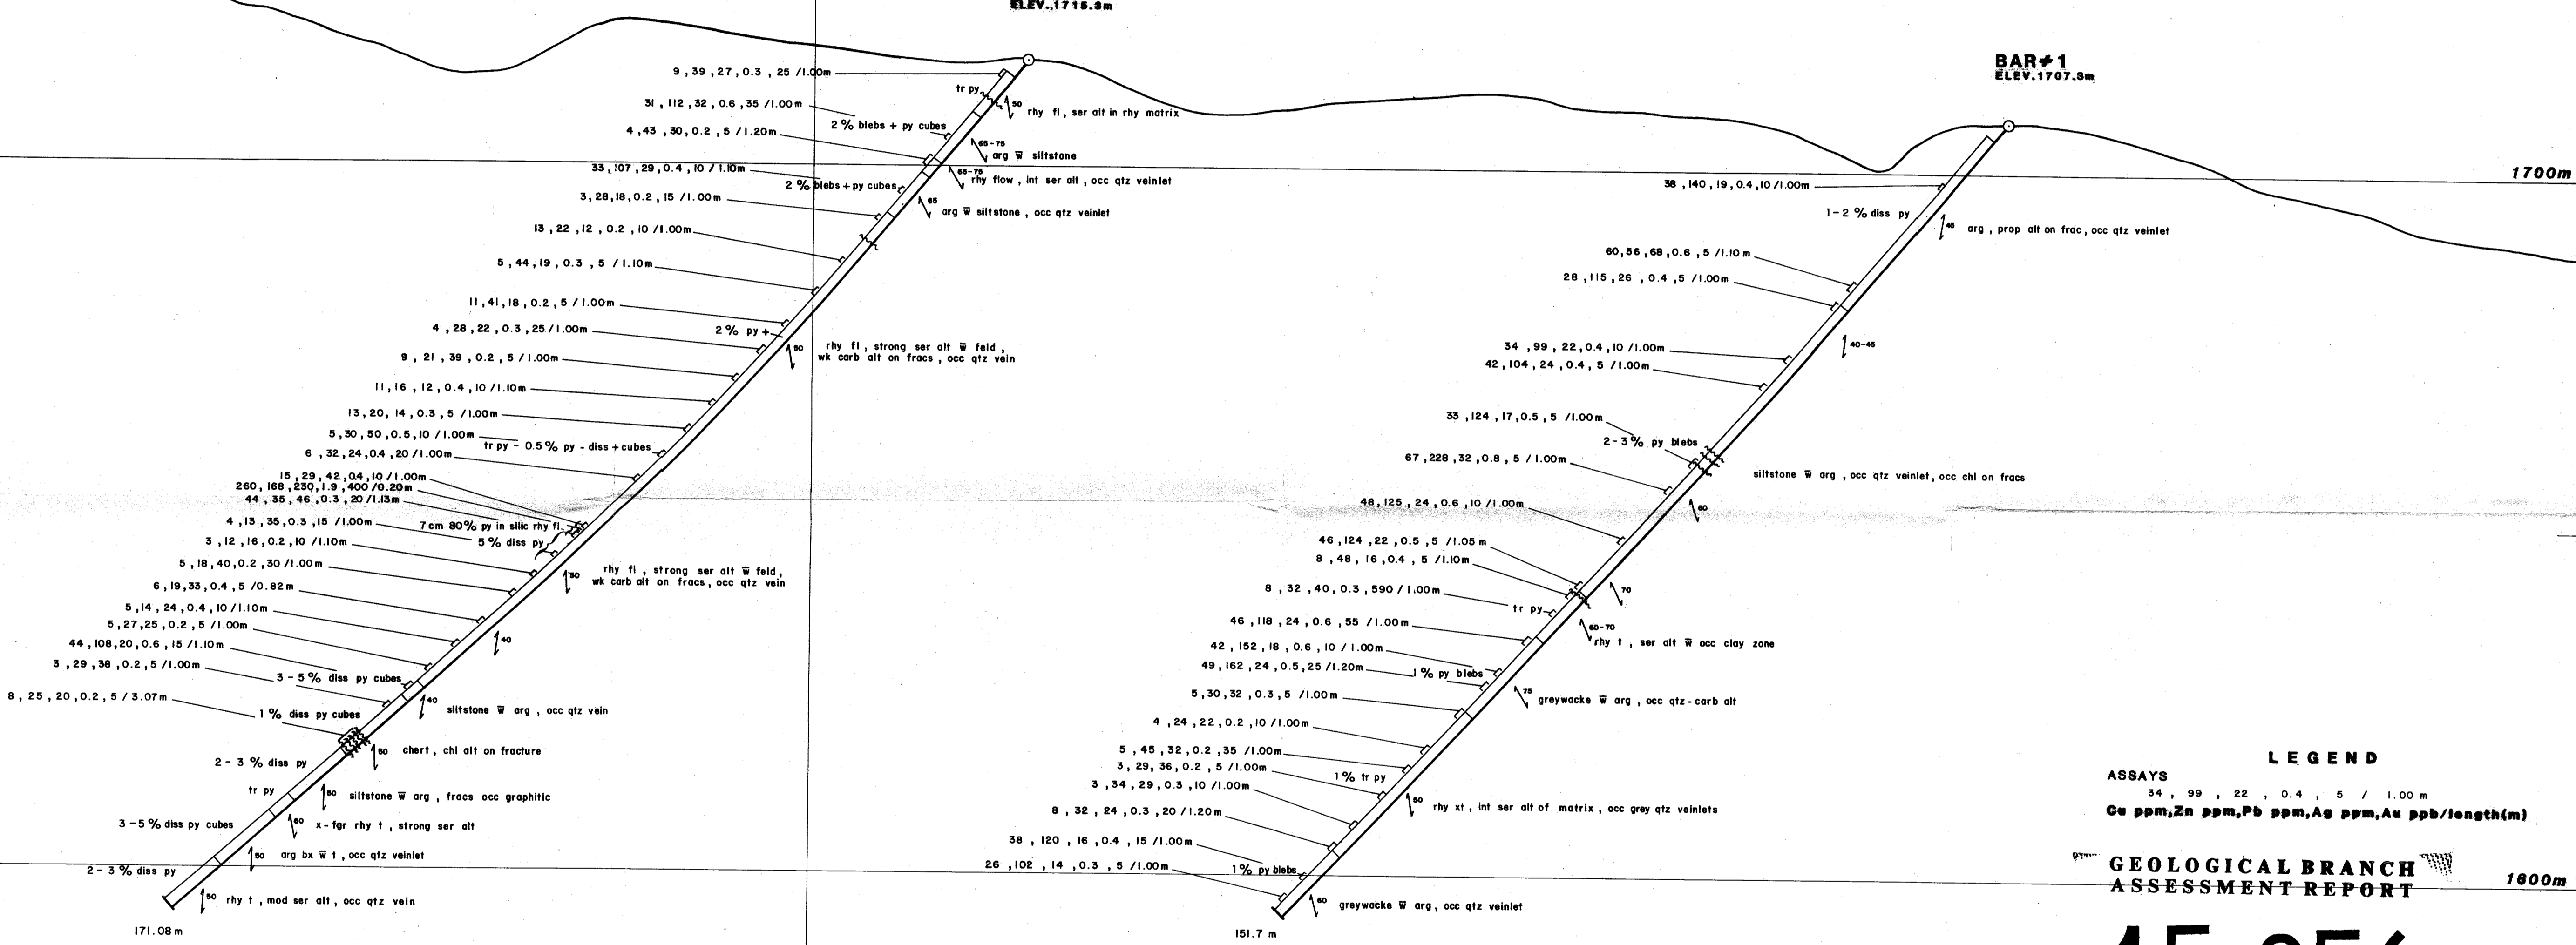 ELEV.1715.3m
9,39,27,0.3,25/1.00m
tr py
50
rhy fl, ser alt in rhy matrix
31,112,32,0.6,35/1.00m
2% blebs + py cubes
4,43,30,0.2,5/1.20m
65-75
arg w̅ siltstone
33,107,29,0.4,10/1.10m
2% blebs + py cubes
65-75
rhy flow, int ser alt, occ qtz veinlet
3,28,18,0.2,15/1.00m
65
arg w̅ siltstone, occ qtz veinlet
13,22,12,0.2,10/1.00m
5,44,19,0.3,5/1.10m
11,41,18,0.2,5/1.00m
4,28,22,0.3,25/1.00m
2% py +
50
rhy fl, strong ser alt w̅ feld,
wk carb alt on fracs, occ qtz vein
9,21,39,0.2,5/1.00m
11,16,12,0.4,10/1.10m
13,20,14,0.3,5/1.00m
5,30,50,0.5,10/1.00m
tr py - 0.5% py - diss + cubes
6,32,24,0.4,20/1.00m
15,29,42,0.4,10/1.00m
260,168,230,1.9,400/0.20m
44,35,46,0.3,20/1.13m
4,13,35,0.3,15/1.00m
7cm 80% py in silic rhy fl
5% diss py
3,12,16,0.2,10/1.10m
50
rhy fl, strong ser alt w̅ feld,
wk carb alt on fracs, occ qtz vein
5,18,40,0.2,30/1.00m
6,19,33,0.4,5/0.82m
5,14,24,0.4,10/1.10m
5,27,25,0.2,5/1.00m
40
44,108,20,0.6,15/1.10m
3,29,38,0.2,5/1.00m
3-5% diss py cubes
40
siltstone w̅ arg, occ qtz vein
8,25,20,0.2,5/3.07m
1% diss py cubes
50
chert, chl alt on fracture
2-3% diss py
tr py
50
siltstone w̅ arg, fracs occ graphitic
3-5% diss py cubes
60
x-fgr rhy t, strong ser alt
50
arg bx w̅ t, occ qtz veinlet
2-3% diss py
50
rhy t, mod ser alt, occ qtz vein
171.08 m
BAR#1
ELEV.1707.3m
1700m
38,140,19,0.4,10/1.00m
1-2% diss py
45
arg, prop alt on frac, occ qtz veinlet
60,56,68,0.6,5/1.10m
28,115,26,0.4,5/1.00m
34,99,22,0.4,10/1.00m
40-45
42,104,24,0.4,5/1.00m
33,124,17,0.5,5/1.00m
2-3% py blebs
67,228,32,0.8,5/1.00m
siltstone w̅ arg, occ qtz veinlet, occ chl on fracs
48,125,24,0.6,10/1.00m
60
46,124,22,0.5,5/1.05m
8,48,16,0.4,5/1.10m
70
8,32,40,0.3,590/1.00m
tr py
46,118,24,0.6,55/1.00m
60-70
rhy t, ser alt w̅ occ clay zone
42,152,18,0.6,10/1.00m
49,162,24,0.5,25/1.20m
1% py blebs
75
greywacke w̅ arg, occ qtz-carb alt
5,30,32,0.3,5/1.00m
4,24,22,0.2,10/1.00m
5,45,32,0.2,35/1.00m
3,29,36,0.2,5/1.00m
1% tr py
3,34,29,0.3,10/1.00m
50
rhy xt, int ser alt of matrix, occ grey qtz veinlets
8,32,24,0.3,20/1.20m
38,120,16,0.4,15/1.00m
26,102,14,0.3,5/1.00m
1% py blebs
60
greywacke w̅ arg, occ qtz veinlet
151.7 m
LEGEND
ASSAYS
34, 99, 22, 0.4, 5 / 1.00 m
Cu ppm,Zn ppm,Pb ppm,Ag ppm,Au ppb/length(m)
GEOLOGICAL BRANCH
ASSESSMENT REPORT
1600m